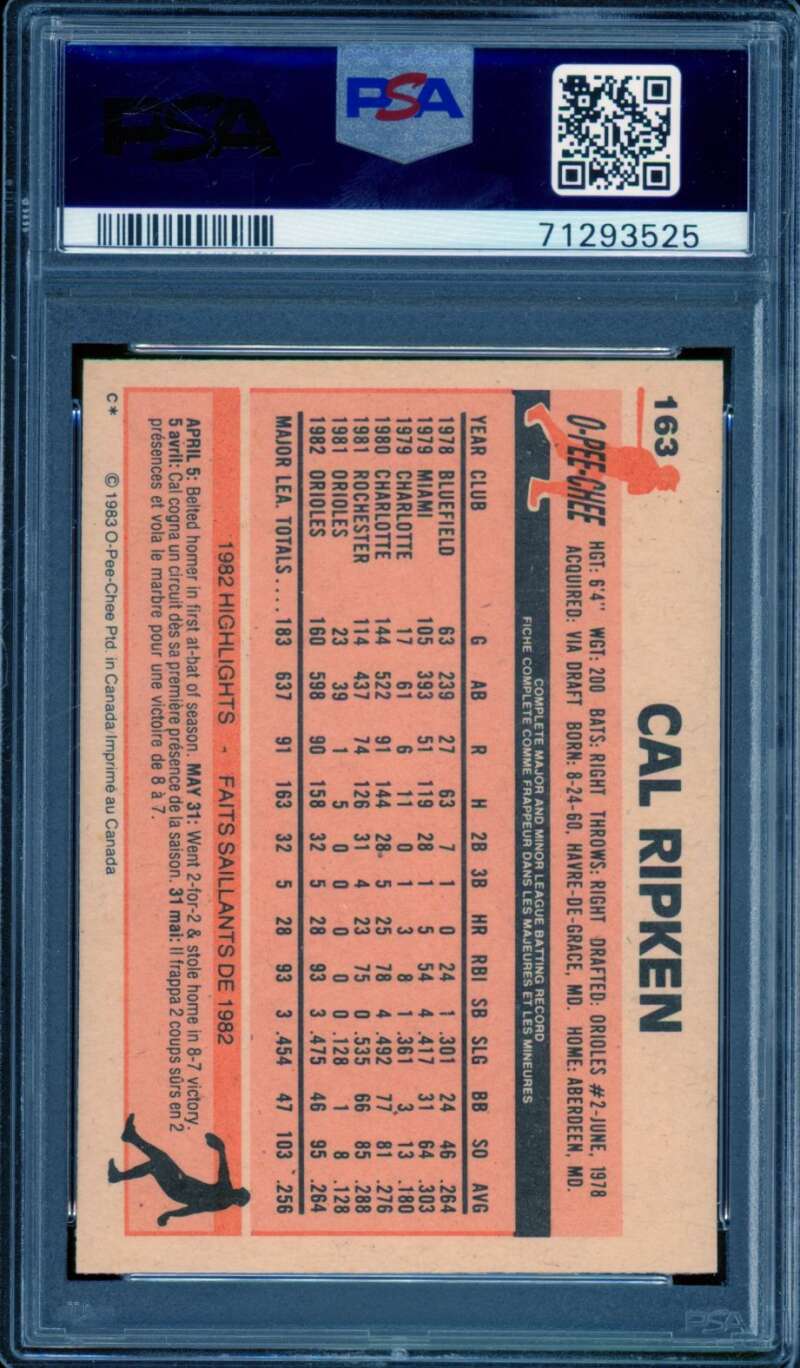 PSA
PSA
71293525
163
CAL RIPKEN
O-PEE-CHEE
HGT: 6'4" WGT: 200 BATS: RIGHT THROWS: RIGHT DRAFTED: ORIOLES #2-JUNE, 1978
ACQUIRED: VIA DRAFT BORN: 8-24-60, HAVRE-DE-GRACE, MD. HOME: ABERDEEN, MD.
COMPLETE MAJOR AND MINOR LEAGUE BATTING RECORD
FICHE COMPLETE COMME FRAPPEUR DANS LES MAJEURES ET LES MINEURES
YEAR CLUB G AB R H 2B 3B HR RBI SB SLG BB SO AVG
1978 BLUEFIELD 63 239 27 63 7 1 0 24 1 .301 24 46 .264
1979 MIAMI 105 393 51 119 28 1 5 54 4 .417 31 64 .303
1979 CHARLOTTE 17 61 6 11 0 1 3 8 1 .361 3 13 .180
1980 CHARLOTTE 144 522 91 144 28 5 25 78 4 .492 77 81 .276
1981 ROCHESTER 114 437 74 126 31 4 23 75 0 .535 66 85 .288
1981 ORIOLES 23 39 1 5 0 0 0 0 0 .128 1 8 .128
1982 ORIOLES 160 598 90 158 32 5 28 93 3 .475 46 95 .264
MAJOR LEA. TOTALS.... 183 637 91 163 32 5 28 93 3 .454 47 103 .256
1982 HIGHLIGHTS - FAITS SAILLANTS DE 1982
APRIL 5: Belted homer in first at-bat of season. MAY 31: Went 2-for-2 & stole home in 8-7 victory.
5 avril: Cal cogna un circuit dès sa première présence de la saison. 31 mai: Il frappa 2 coups sûrs en 2
présences et vola le marbre pour une victoire de 8 à 7.
C* © 1983 O-Pee-Chee Ptd. in Canada/Imprimé au Canada
PSA